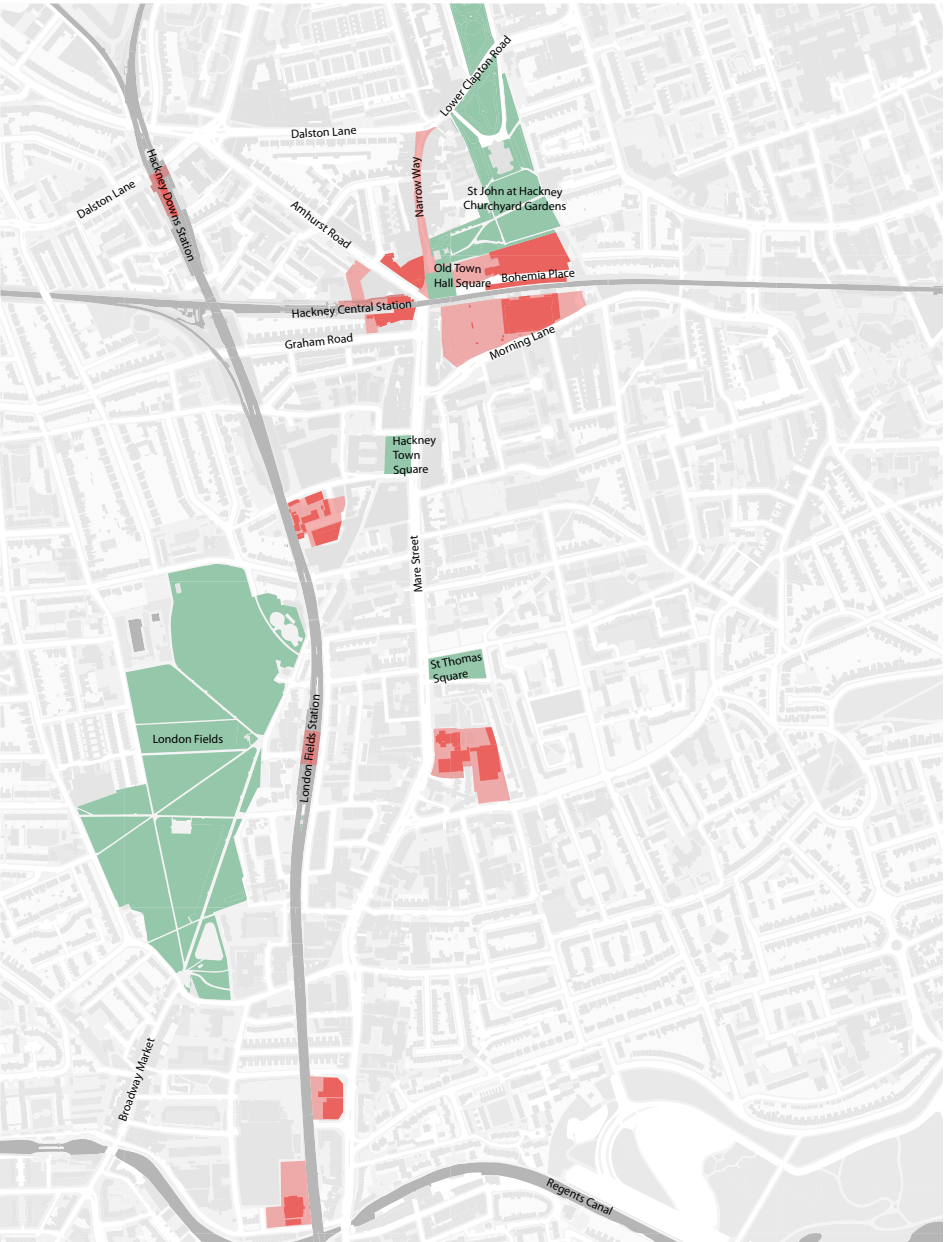 Lower Clapton Road
Dalston Lane
Hackney Downs Station
Dalston Lane
Narrow Way
St John at Hackney
Churchyard Gardens
Amhurst Road
Old Town
Hall Square
Bohemia Place
Hackney Central Station
Graham Road
Morning Lane
Hackney
Town
Square
Mare Street
St Thomas
Square
London Fields
London Fields Station
Broadway Market
Regents Canal